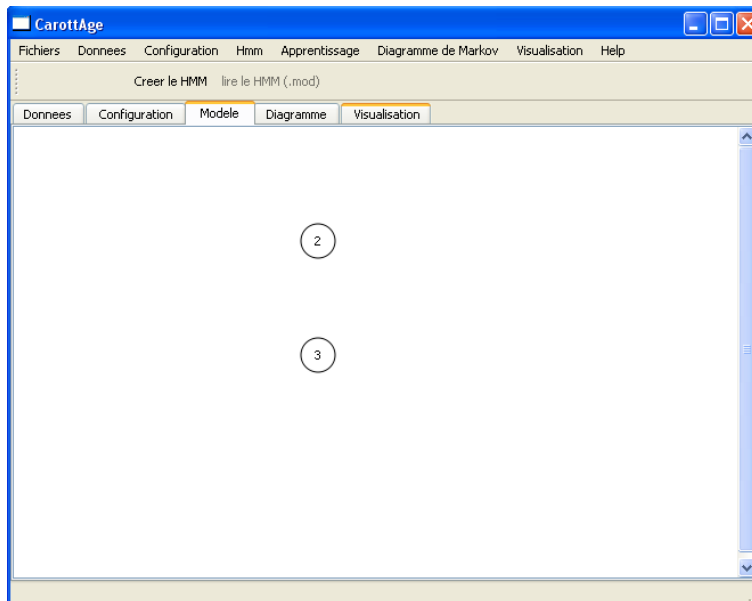 CarottAge
Fichiers Donnees Configuration Hmm Apprentissage Diagramme de Markov Visualisation Help
Creer le HMM lire le HMM (.mod)
Donnees Configuration Modele Diagramme Visualisation
2
3